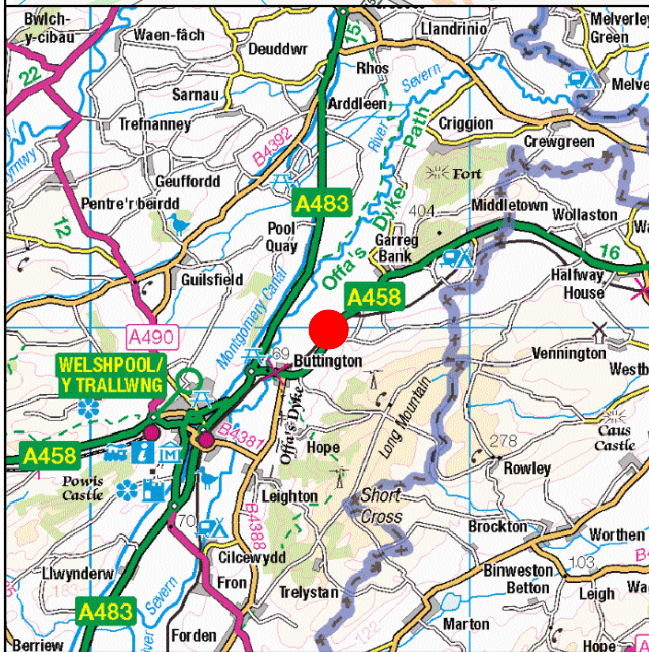 Bwlch-
y-cibau
Waen-fâch
Deuddwr
15
Llandrinio
Melverley
Green
22
Rhos
Severn
Sarnau
Arddleen
Trefnanney
River
Criggion
Crewgreen
B4392
Geuffordd
Offa's Dyke Path
Fort
Pentre'r beirdd
A483
404
Middletown
Wollaston
12
Pool
Quay
Garreg
Bank
16
Guilsfield
Halfway
House
A458
Montgomery Canal
A490
69
Buttington
Vennington
WELSHPOOL/
Y TRALLWNG
Long Mountain
Offa's Dyke
Caus
Castle
B4381
278
A458
Hope
Rowley
Powis
Castle
Leighton
Short
Cross
70
B4388
Brockton
Worthen
Cilcewydd
103
Llwynderw
Fron
Binweston
Betton
Leigh
183
Trelystan
A483
Severn
Marton
122
Forden
River
Berriew
Hope